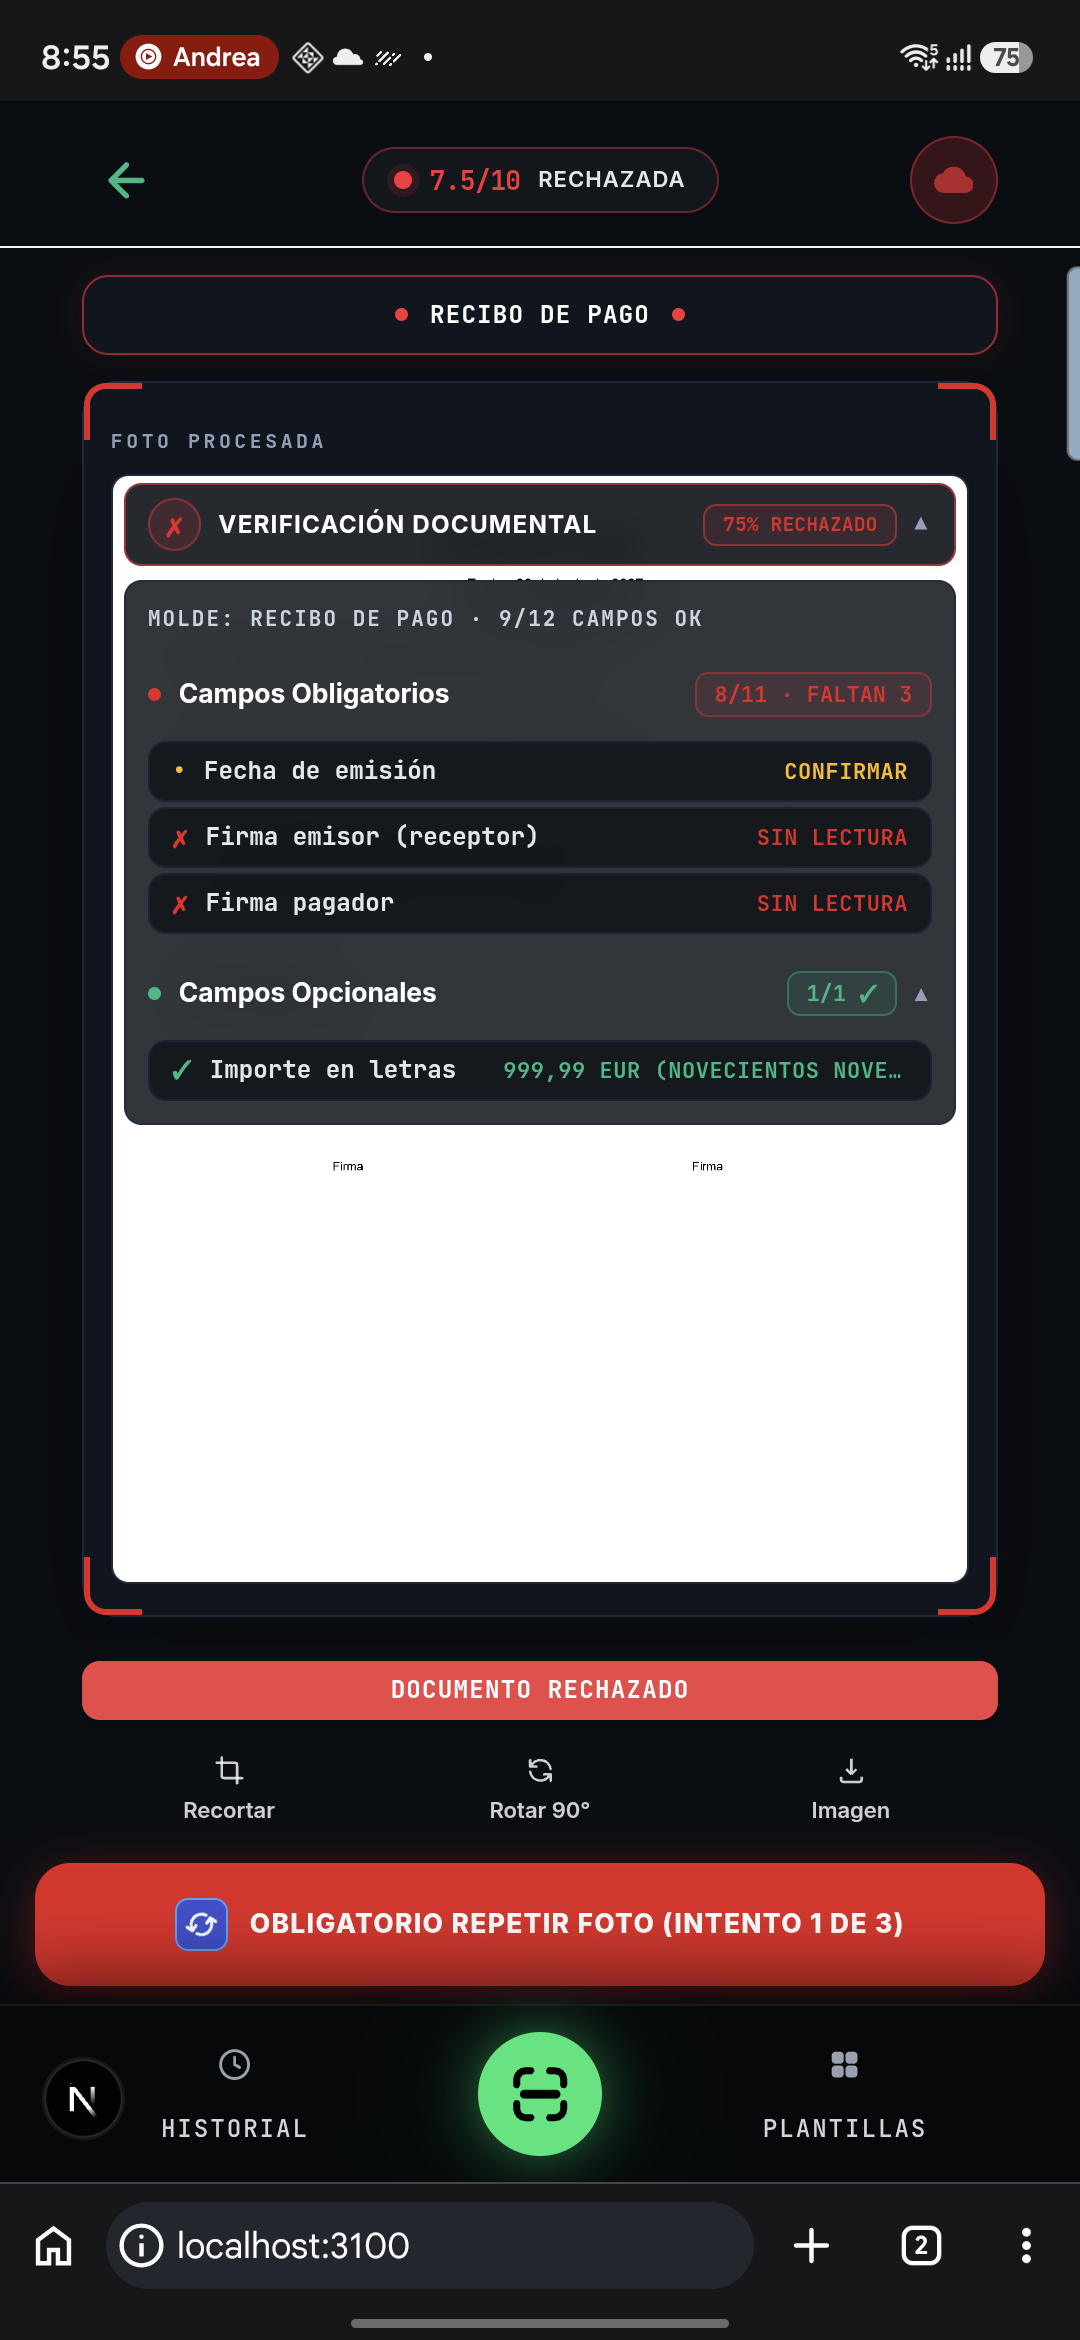 8:55 Andrea 5 75
7.5/10 RECHAZADA
RECIBO DE PAGO
FOTO PROCESADA
✗ VERIFICACIÓN DOCUMENTAL 75% RECHAZADO ▲
MOLDE: RECIBO DE PAGO · 9/12 CAMPOS OK
Campos Obligatorios 8/11 · FALTAN 3
Fecha de emisión CONFIRMAR
✗ Firma emisor (receptor) SIN LECTURA
✗ Firma pagador SIN LECTURA
Campos Opcionales 1/1 ✓ ▲
✓ Importe en letras 999,99 EUR (NOVECIENTOS NOVE…
Firma Firma
DOCUMENTO RECHAZADO
Recortar Rotar 90° Imagen
OBLIGATORIO REPETIR FOTO (INTENTO 1 DE 3)
N HISTORIAL PLANTILLAS
localhost:3100 2